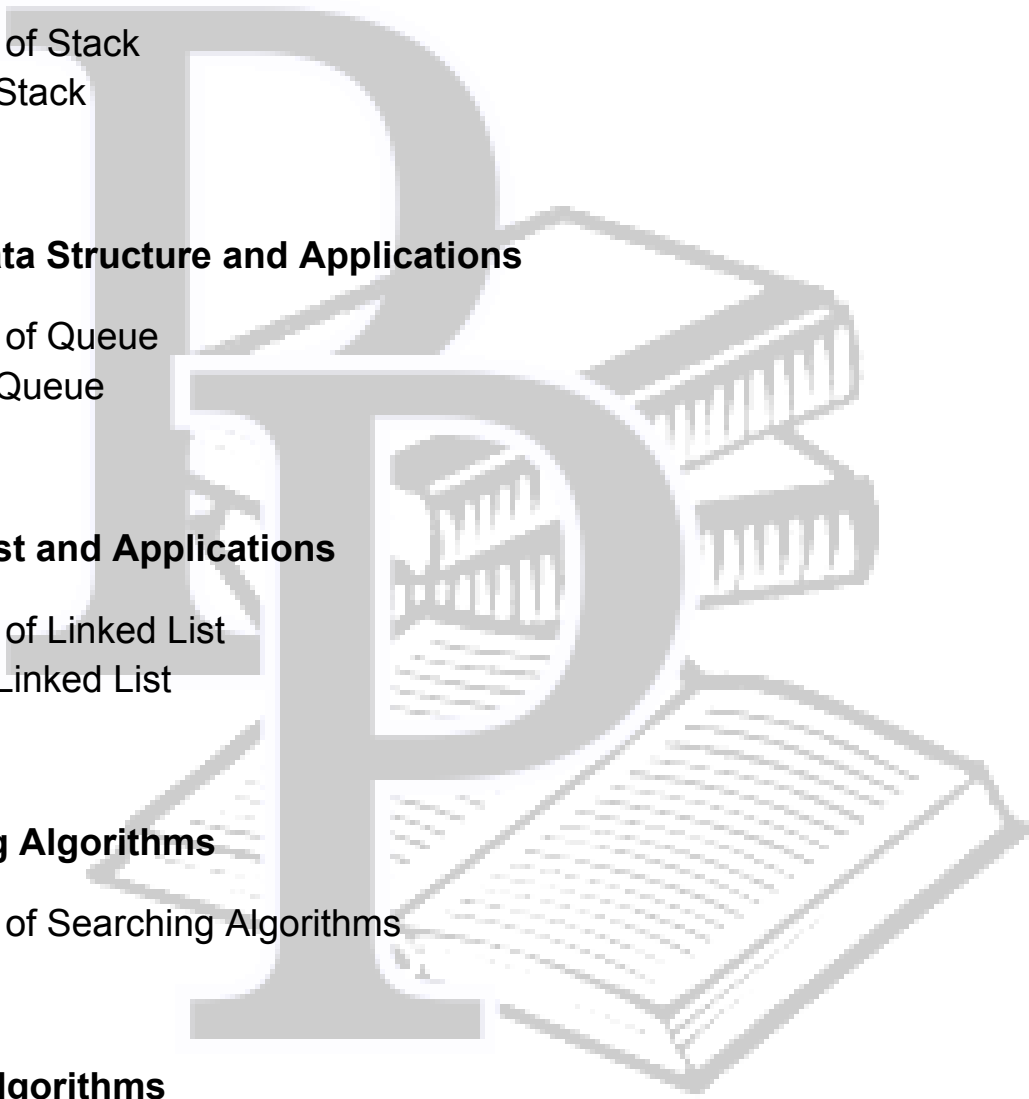 of Stack
Stack
ata Structure and Applications
of Queue
Queue
st and Applications
of Linked List
Linked List
g Algorithms
of Searching Algorithms
lgorithms